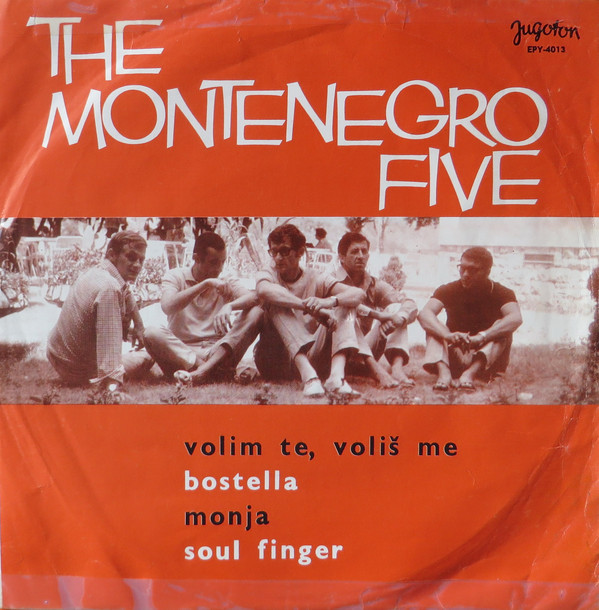 THE
MONTENEGRO
FIVE
Jugoton
EPY-4013
volim te, voliš me
bostella
monja
soul finger